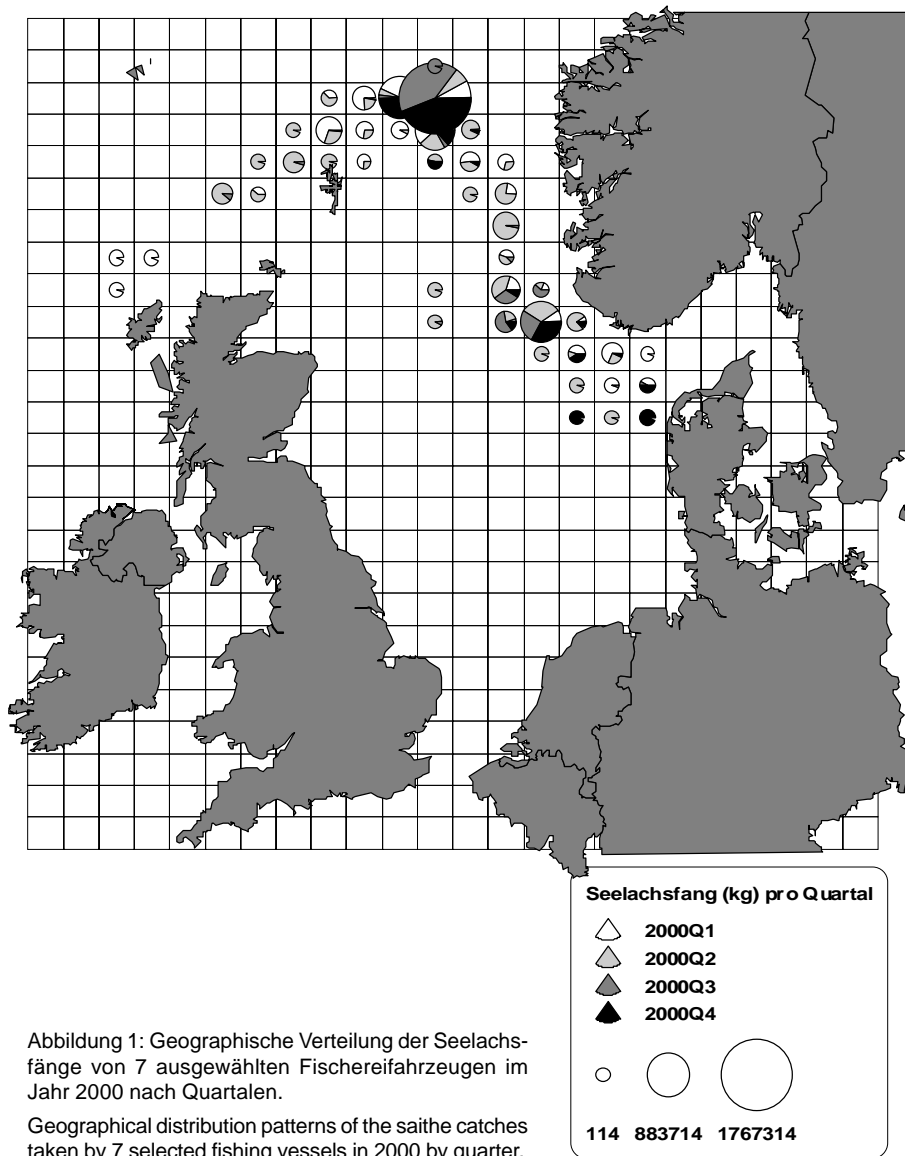 Seelachsfang (kg) pro Quartal
2000Q1
2000Q2
2000Q3
2000Q4
114 883714 1767314
Abbildung 1: Geographische Verteilung der Seelachs-
fänge von 7 ausgewählten Fischereifahrzeugen im
Jahr 2000 nach Quartalen.
Geographical distribution patterns of the saithe catches
taken by 7 selected fishing vessels in 2000 by quarter.